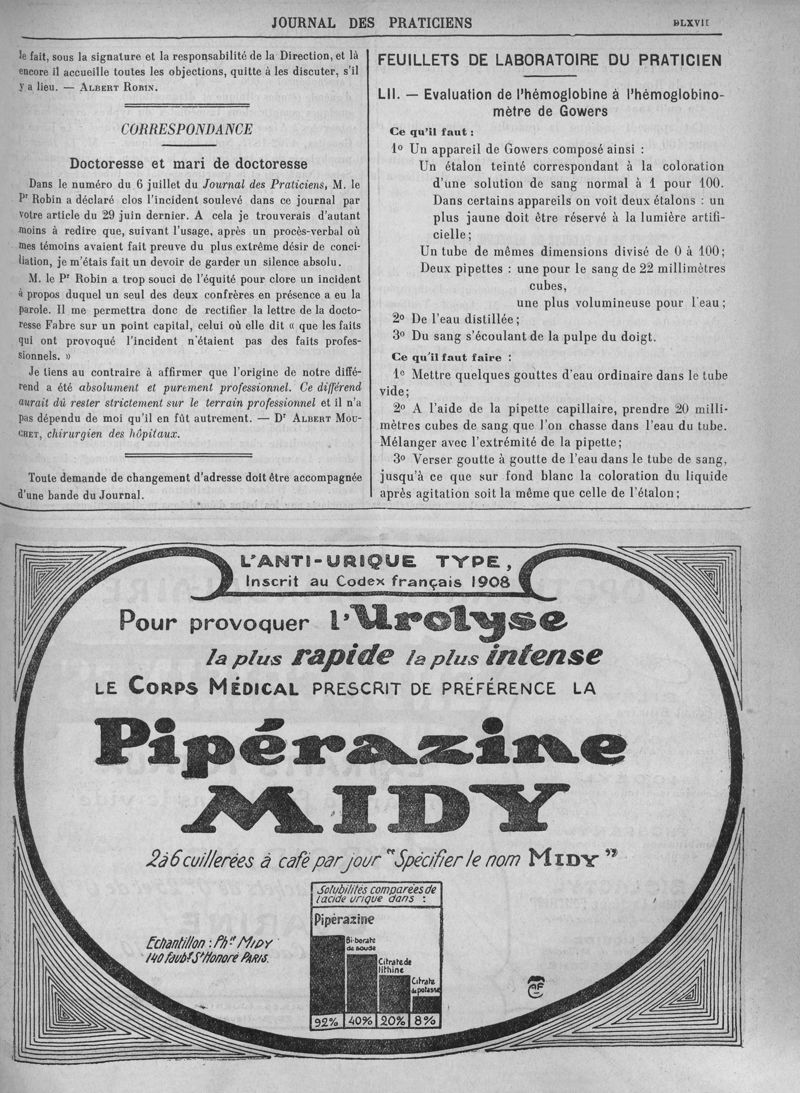 JOURNAL DES PRATICIENS
DLXVII
le fait, sous la signature et la responsabilité de la Direction, et là
encore il accueille toutes les objections, quitte à les discuter, s'il
y a lieu. — ALBERT ROBIN.
CORRESPONDANCE
Doctoresse et mari de doctoresse
Dans le numéro du 6 juillet du Journal des Praticiens, M. le
Pr Robin a déclaré clos l'incident soulevé dans ce journal par
votre article du 29 juin dernier. A cela je trouverais d'autant
moins à redire que, suivant l'usage, après un procès-verbal où
mes témoins avaient fait preuve du plus extrême désir de conci-
liation, je m'étais fait un devoir de garder un silence absolu.
M. le Pr Robin a trop souci de l'équité pour clore un incident
à propos duquel un seul des deux confrères en présence a eu la
parole. Il me permettra donc de rectifier la lettre de la docto-
resse Fabre sur un point capital, celui où elle dit « que les faits
qui ont provoqué l'incident n'étaient pas des faits profes-
sionnels. »
Je tiens au contraire à affirmer que l'origine de notre diffé-
rend a été absolument et purement professionnel. Ce différend
aurait dû rester strictement sur le terrain professionnel et il n'a
pas dépendu de moi qu'il en fût autrement. — Dr ALBERT MOU-
CHET, chirurgien des hôpitaux.
Toute demande de changement d'adresse doit être accompagnée
d'une bande du Journal.
FEUILLETS DE LABORATOIRE DU PRATICIEN
LII. — Evaluation de l'hémoglobine à l'hémoglobino-
mètre de Gowers
Ce qu'il faut :
1o Un appareil de Gowers composé ainsi :
Un étalon teinté correspondant à la coloration
d'une solution de sang normal à 1 pour 100.
Dans certains appareils on voit deux étalons : un
plus jaune doit être réservé à la lumière artifi-
cielle ;
Un tube de mêmes dimensions divisé de 0 à 100 ;
Deux pipettes : une pour le sang de 22 millimètres
cubes,
une plus volumineuse pour l'eau ;
2o De l'eau distillée ;
3o Du sang s'écoulant de la pulpe du doigt.
Ce qu'il faut faire :
1o Mettre quelques gouttes d'eau ordinaire dans le tube
vide ;
2o A l'aide de la pipette capillaire, prendre 20 milli-
mètres cubes de sang que l'on chasse dans l'eau du tube.
Mélanger avec l'extrémité de la pipette ;
3o Verser goutte à goutte de l'eau dans le tube de sang,
jusqu'à ce que sur fond blanc la coloration du liquide
après agitation soit la même que celle de l'étalon ;
L'ANTI-URIQUE TYPE,
Inscrit au Codex français 1908
Pour provoquer l'Urolyse
la plus rapide la plus intense
LE CORPS MÉDICAL PRESCRIT DE PRÉFÉRENCE LA
Pipérazine
MIDY
2 à 6 cuillerées à café par jour "Spécifier le nom MIDY"
Echantillon : Phie MIDY
140 Faubg St Honoré PARIS.
Solubilités comparées de
l'acide urique dans :
Pipérazine
Bi-borate
de soude
Citrate de
lithine
Citrate
de potasse
92% 40% 20% 8%